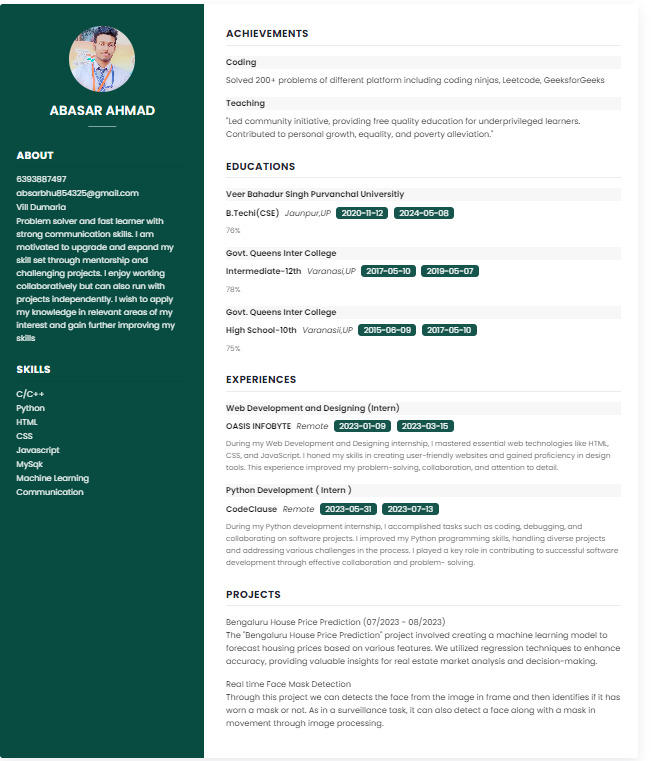 ABASAR AHMAD
ABOUT
6393887497
absarbhu854325@gmail.com
Vill Dumaria
Problem solver and fast learner with
strong communication skills. I am
motivated to upgrade and expand my
skill set through mentorship and
challenging projects. I enjoy working
collaboratively but can also run with
projects independently. I wish to apply
my knowledge in relevant areas of my
interest and gain further improving my
skills
SKILLS
C/C++
Python
HTML
CSS
Javascript
MySqk
Machine Learning
Communication
ACHIEVEMENTS
Coding
Solved 200+ problems of different platform including coding ninjas, Leetcode, GeeksforGeeks
Teaching
"Led community initiative, providing free quality education for underprivileged learners.
Contributed to personal growth, equality, and poverty alleviation."
EDUCATIONS
Veer Bahadur Singh Purvanchal Universitiy
B.Techi(CSE) Jaunpur,UP 2020-11-12 2024-05-08
76%
Govt. Queens Inter College
Intermediate-12th Varanasi,UP 2017-05-10 2019-05-07
78%
Govt. Queens Inter College
High School-10th Varanasii,UP 2015-06-09 2017-05-10
75%
EXPERIENCES
Web Development and Designing (Intern)
OASIS INFOBYTE Remote 2023-01-09 2023-03-15
During my Web Development and Designing internship, I mastered essential web technologies like HTML,
CSS, and JavaScript. I honed my skills in creating user-friendly websites and gained proficiency in design
tools. This experience improved my problem-solving, collaboration, and attention to detail.
Python Development ( Intern )
CodeClause Remote 2023-05-31 2023-07-13
During my Python development internship, I accomplished tasks such as coding, debugging, and
collaborating on software projects. I improved my Python programming skills, handling diverse projects
and addressing various challenges in the process. I played a key role in contributing to successful software
development through effective collaboration and problem- solving.
PROJECTS
Bengaluru House Price Prediction (07/2023 - 08/2023)
The "Bengaluru House Price Prediction" project involved creating a machine learning model to
forecast housing prices based on various features. We utilized regression techniques to enhance
accuracy, providing valuable insights for real estate market analysis and decision-making.
Real time Face Mask Detection
Through this project we can detects the face from the image in frame and then identifies if it has
worn a mask or not. As in a surveillance task, it can also detect a face along with a mask in
movement through image processing.